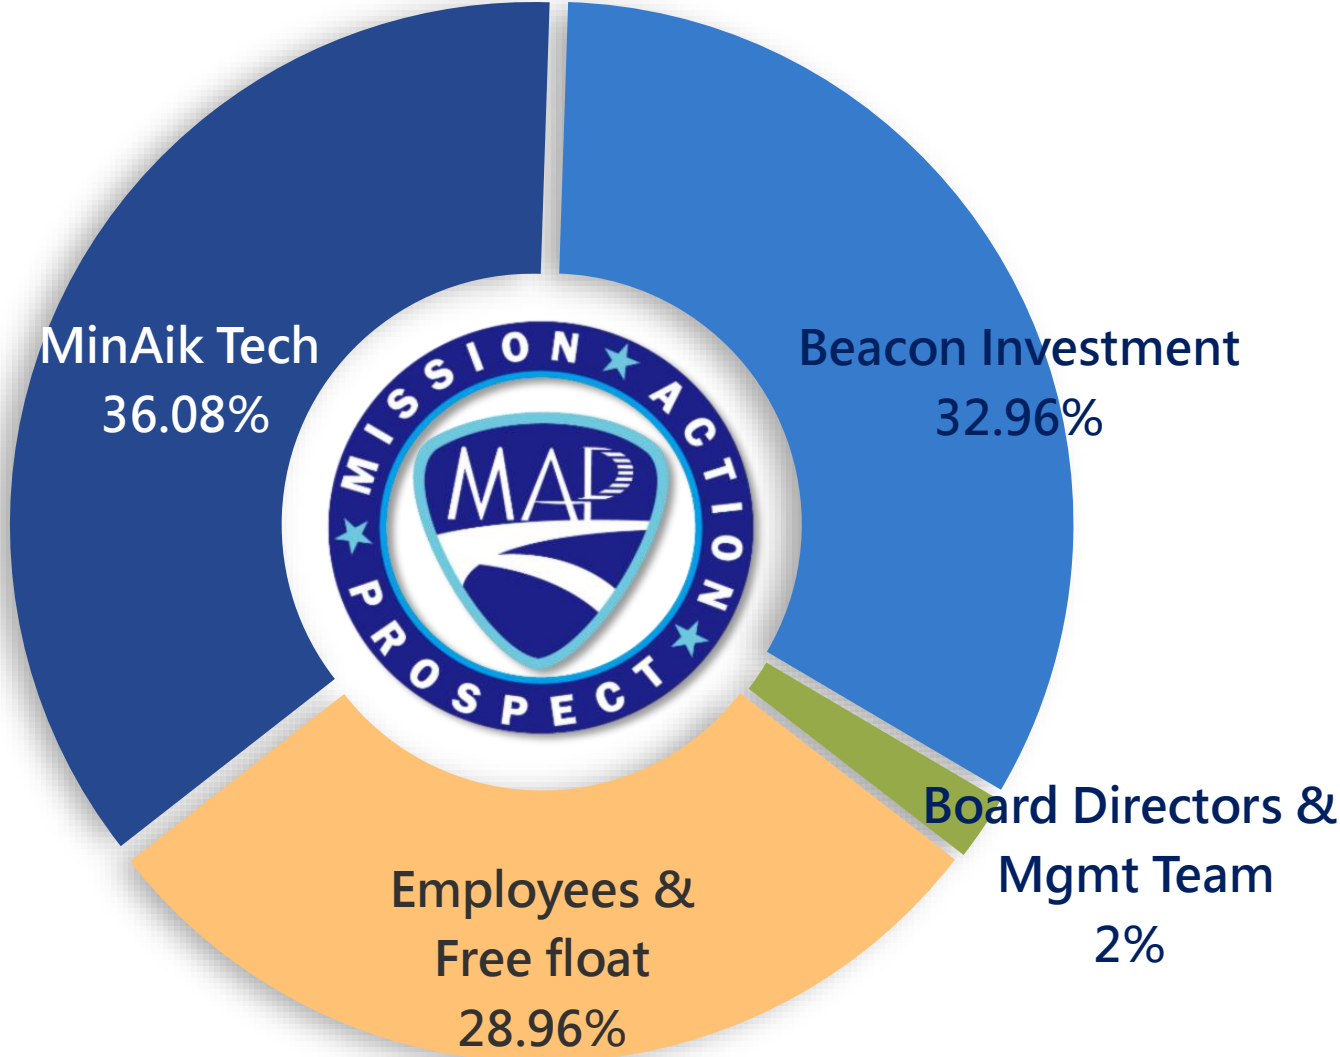 MinAik Tech
36.08%
Beacon Investment
32.96%
MISSION ★ ACTION ★ PROSPECT ★
MAP
Board Directors &
Mgmt Team
2%
Employees &
Free float
28.96%